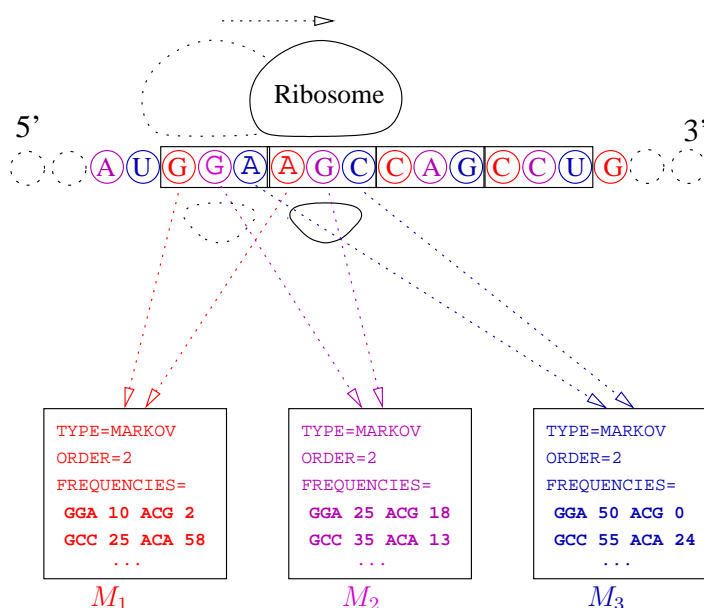 Ribosome
5’ 3’
A U G G A A G C C A G C C U G
TYPE=MARKOV
ORDER=2
FREQUENCIES=
GGA 10 ACG 2
GCC 25 ACA 58
...
M1
TYPE=MARKOV
ORDER=2
FREQUENCIES=
GGA 25 ACG 18
GCC 35 ACA 13
...
M2
TYPE=MARKOV
ORDER=2
FREQUENCIES=
GGA 50 ACG 0
GCC 55 ACA 24
...
M3